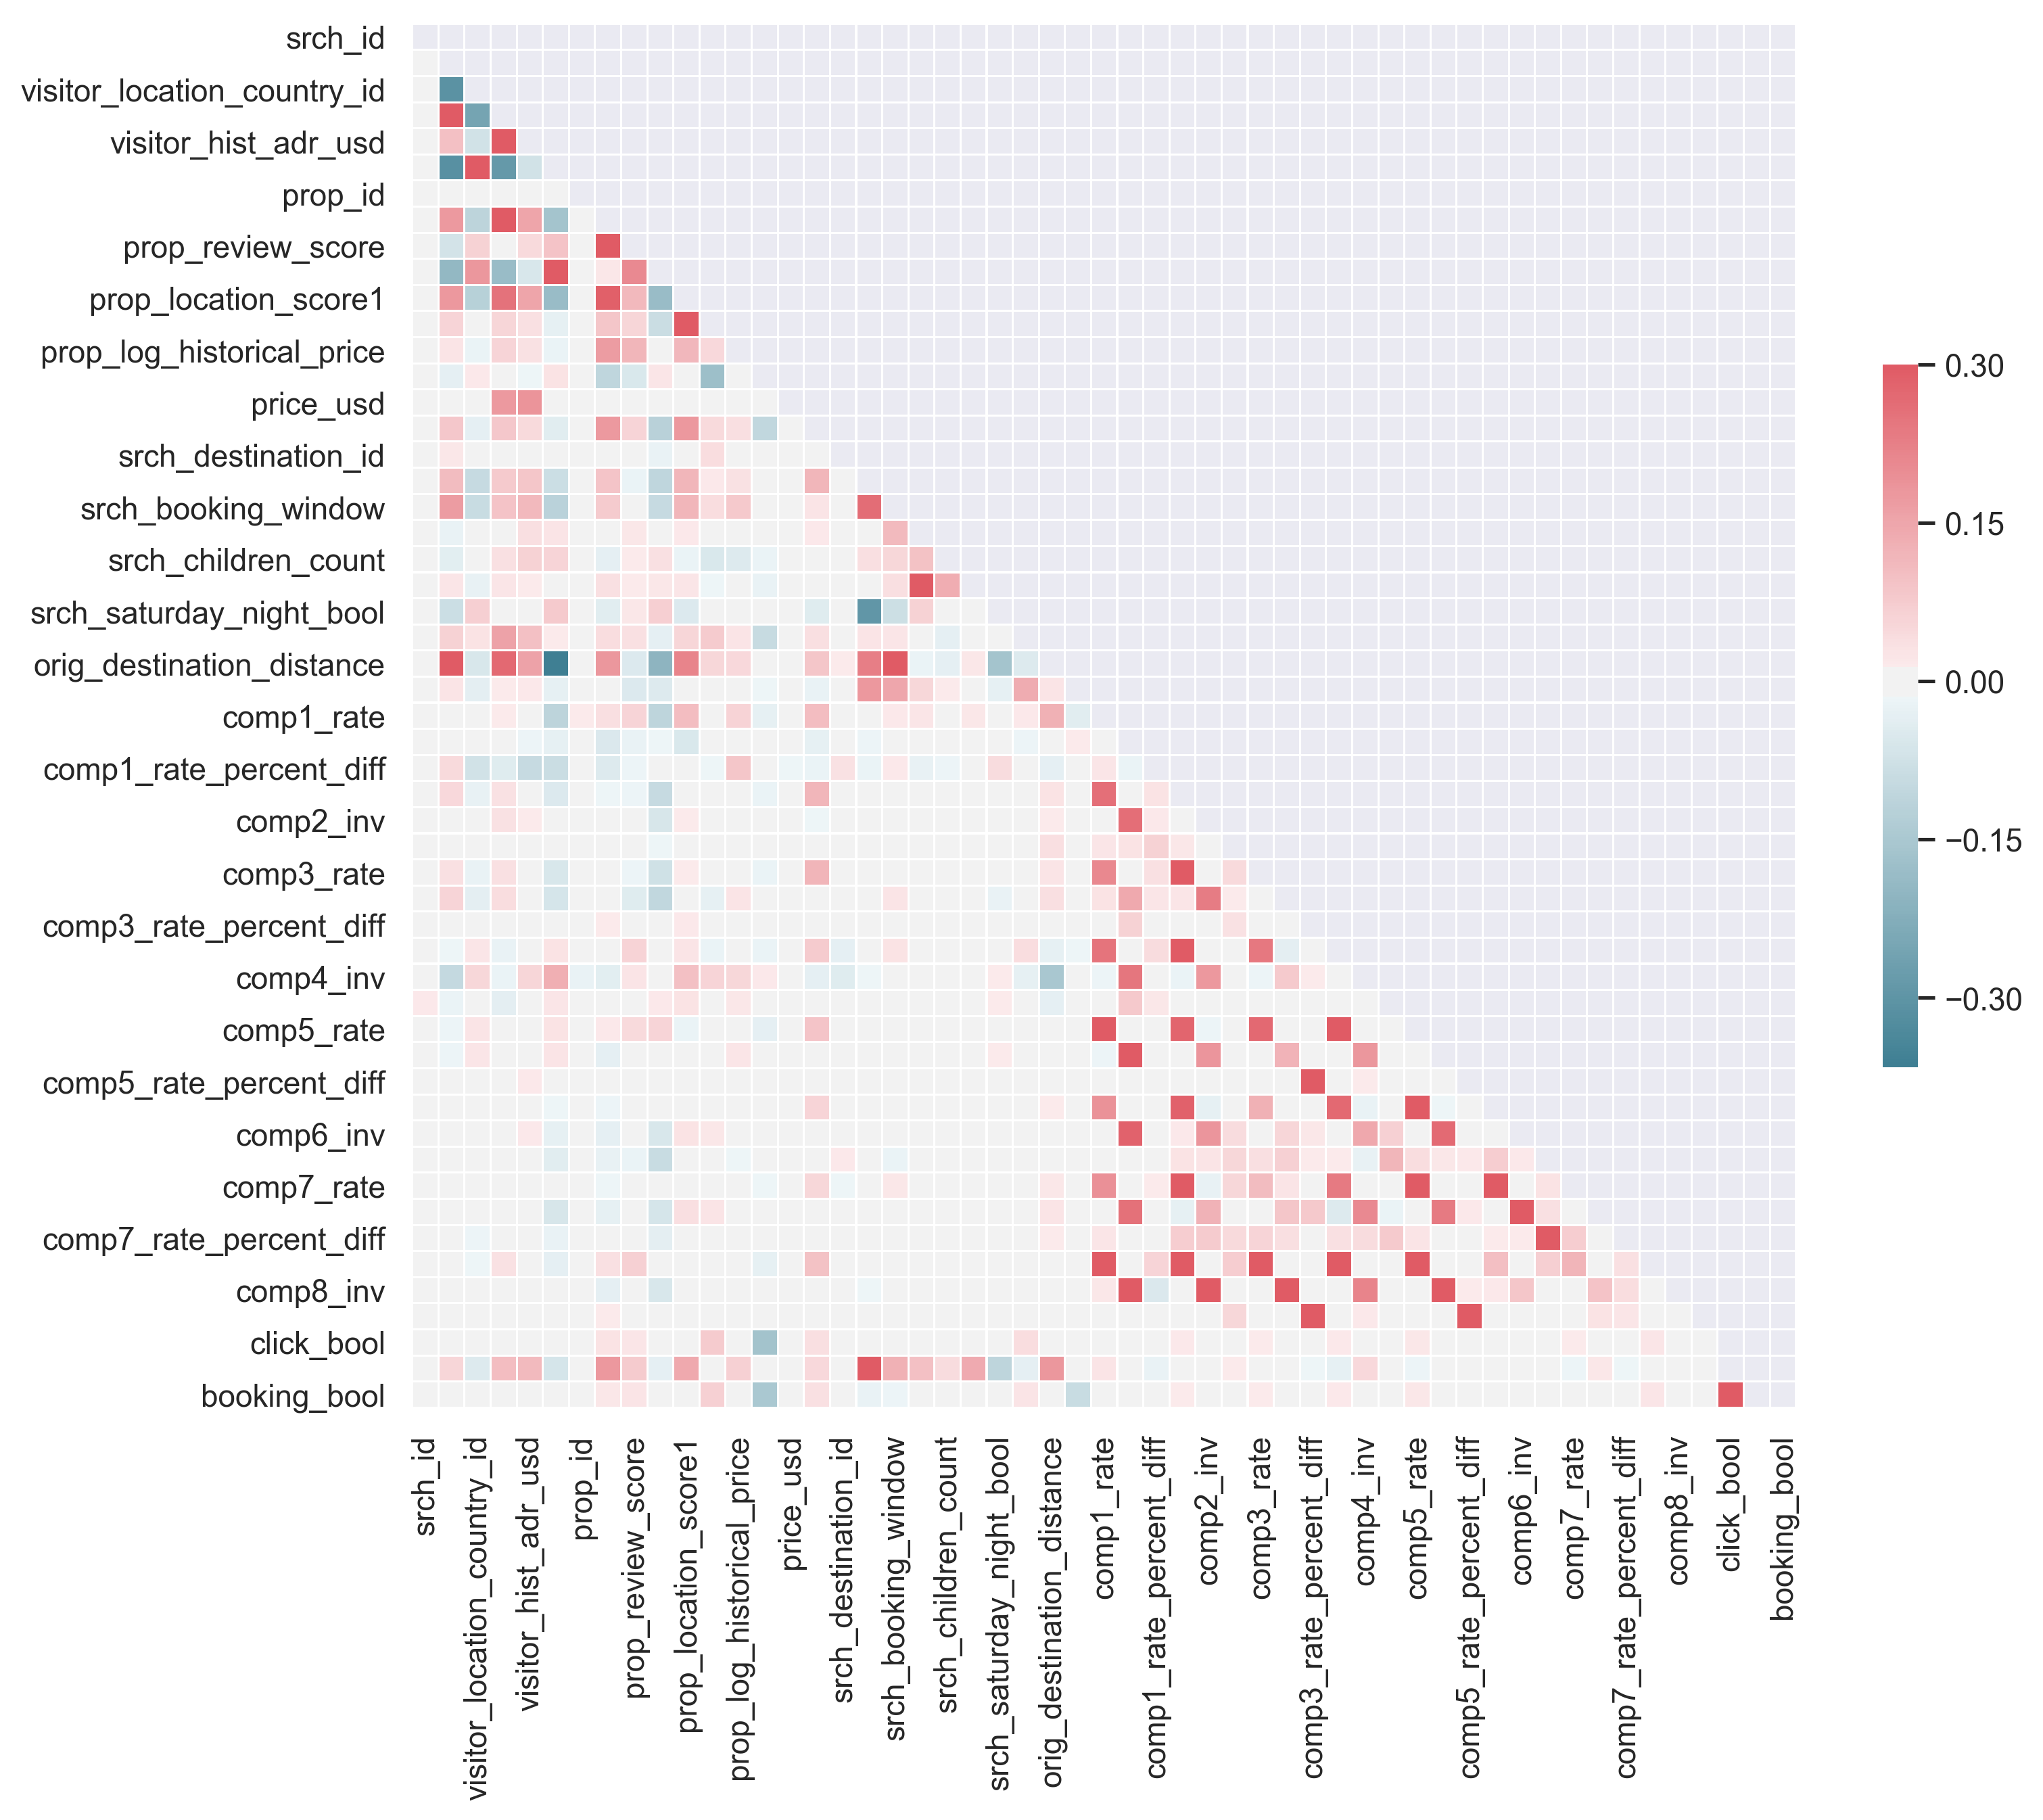 srch_id
visitor_location_country_id
visitor_hist_adr_usd
prop_id
prop_review_score
prop_location_score1
prop_log_historical_price
price_usd
srch_destination_id
srch_booking_window
srch_children_count
srch_saturday_night_bool
orig_destination_distance
comp1_rate
comp1_rate_percent_diff
comp2_inv
comp3_rate
comp3_rate_percent_diff
comp4_inv
comp5_rate
comp5_rate_percent_diff
comp6_inv
comp7_rate
comp7_rate_percent_diff
comp8_inv
click_bool
booking_bool
srch_id
visitor_location_country_id
visitor_hist_adr_usd
prop_id
prop_review_score
prop_location_score1
prop_log_historical_price
price_usd
srch_destination_id
srch_booking_window
srch_children_count
srch_saturday_night_bool
orig_destination_distance
comp1_rate
comp1_rate_percent_diff
comp2_inv
comp3_rate
comp3_rate_percent_diff
comp4_inv
comp5_rate
comp5_rate_percent_diff
comp6_inv
comp7_rate
comp7_rate_percent_diff
comp8_inv
click_bool
booking_bool
0.30
0.15
0.00
−0.15
−0.30